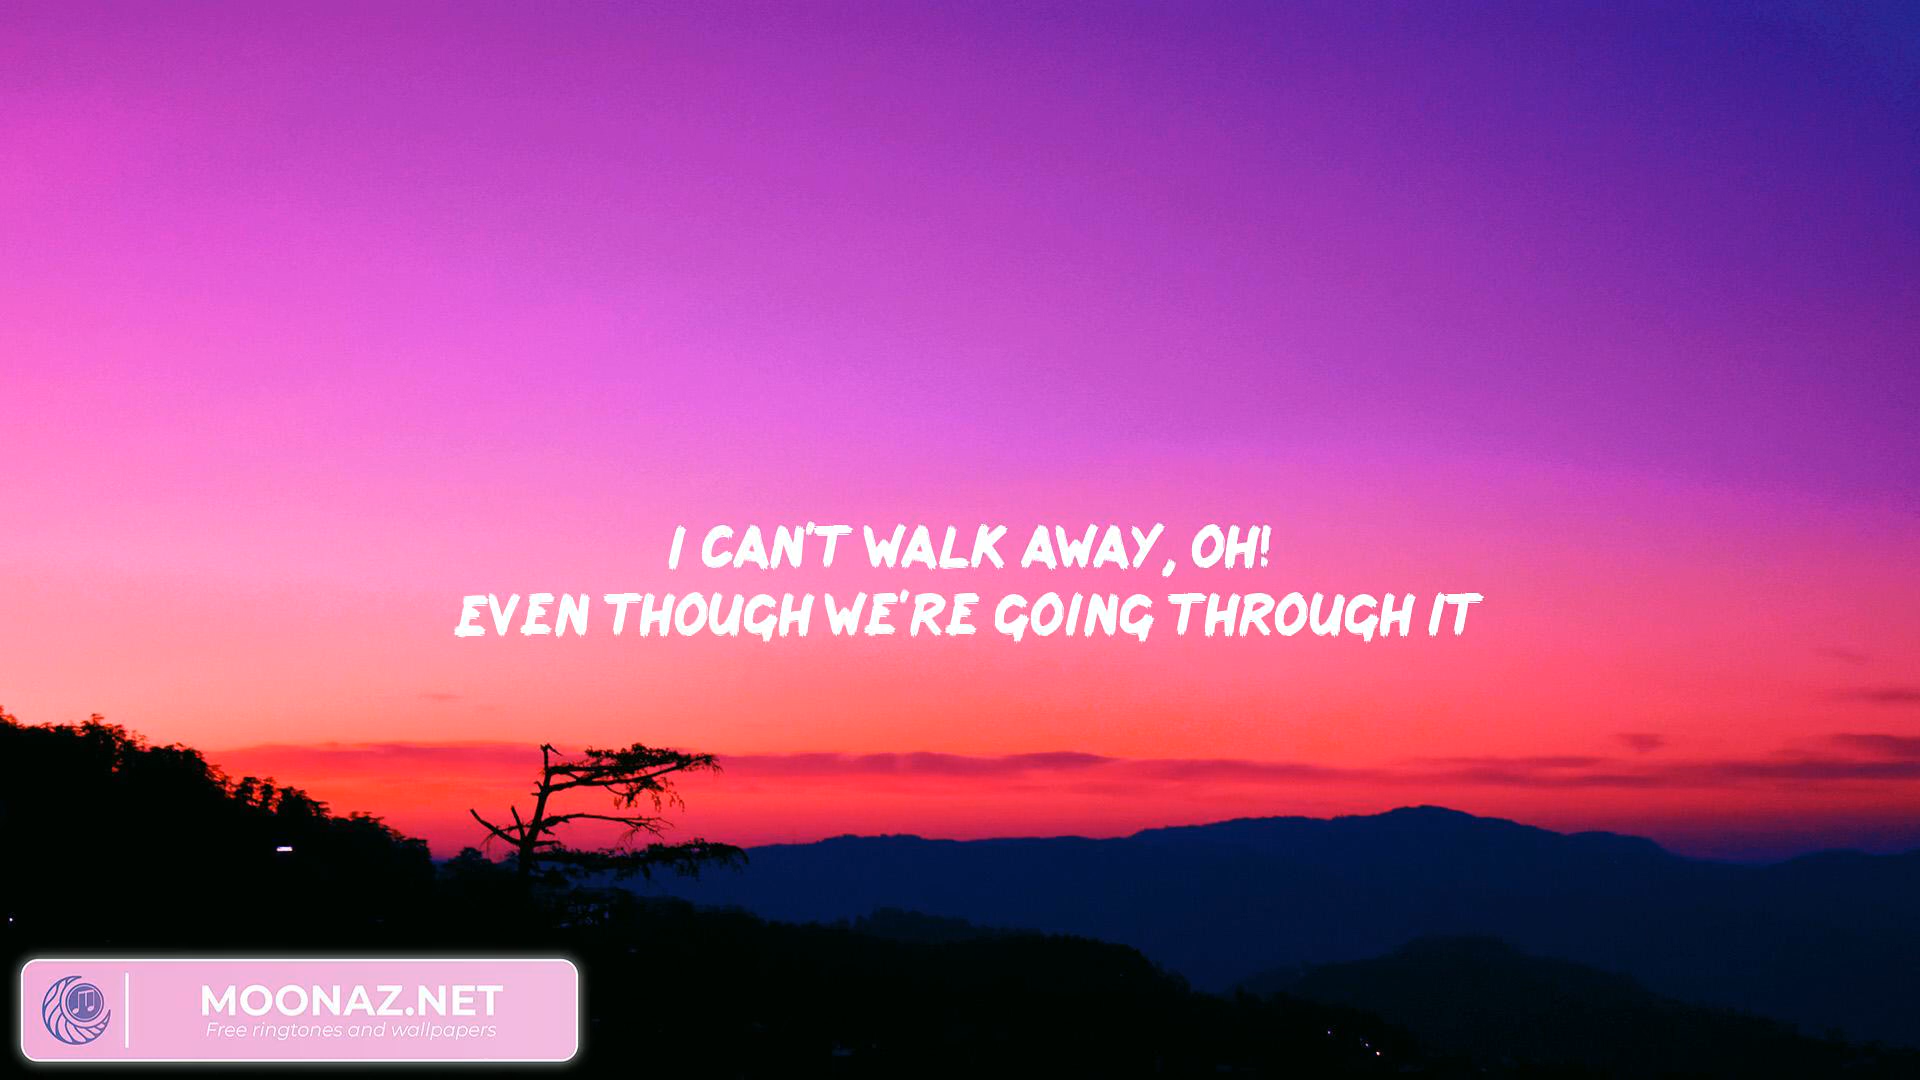 I CAN'T WALK AWAY, OH!
EVEN THOUGH WE'RE GOING THROUGH IT
MOONAZ.NET
Free ringtones and wallpapers